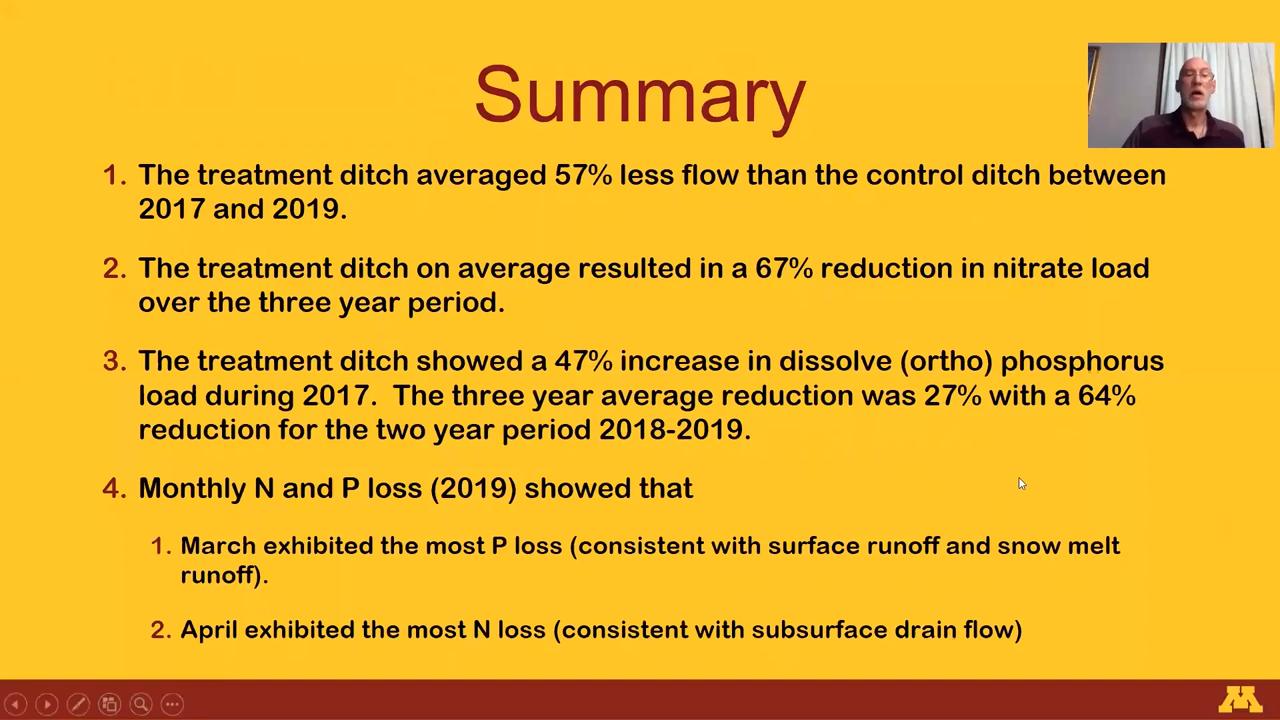 Summary
1. The treatment ditch averaged 57% less flow than the control ditch between
2017 and 2019.
2. The treatment ditch on average resulted in a 67% reduction in nitrate load
over the three year period.
3. The treatment ditch showed a 47% increase in dissolve (ortho) phosphorus
load during 2017. The three year average reduction was 27% with a 64%
reduction for the two year period 2018-2019.
4. Monthly N and P loss (2019) showed that
1. March exhibited the most P loss (consistent with surface runoff and snow melt
runoff).
2. April exhibited the most N loss (consistent with subsurface drain flow)
M